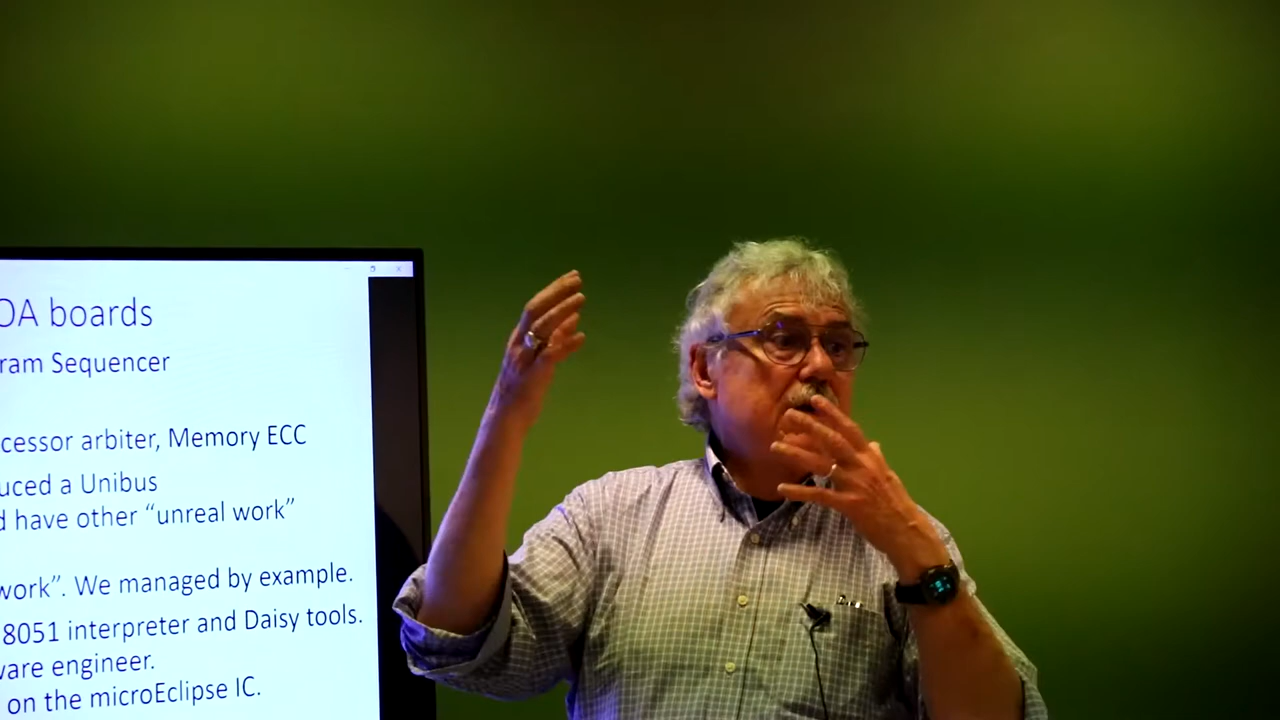 OA boards
ram Sequencer
cessor arbiter, Memory ECC
uced a Unibus
d have other “unreal work”
work”. We managed by example.
8051 interpreter and Daisy tools.
ware engineer.
on the microEclipse IC.